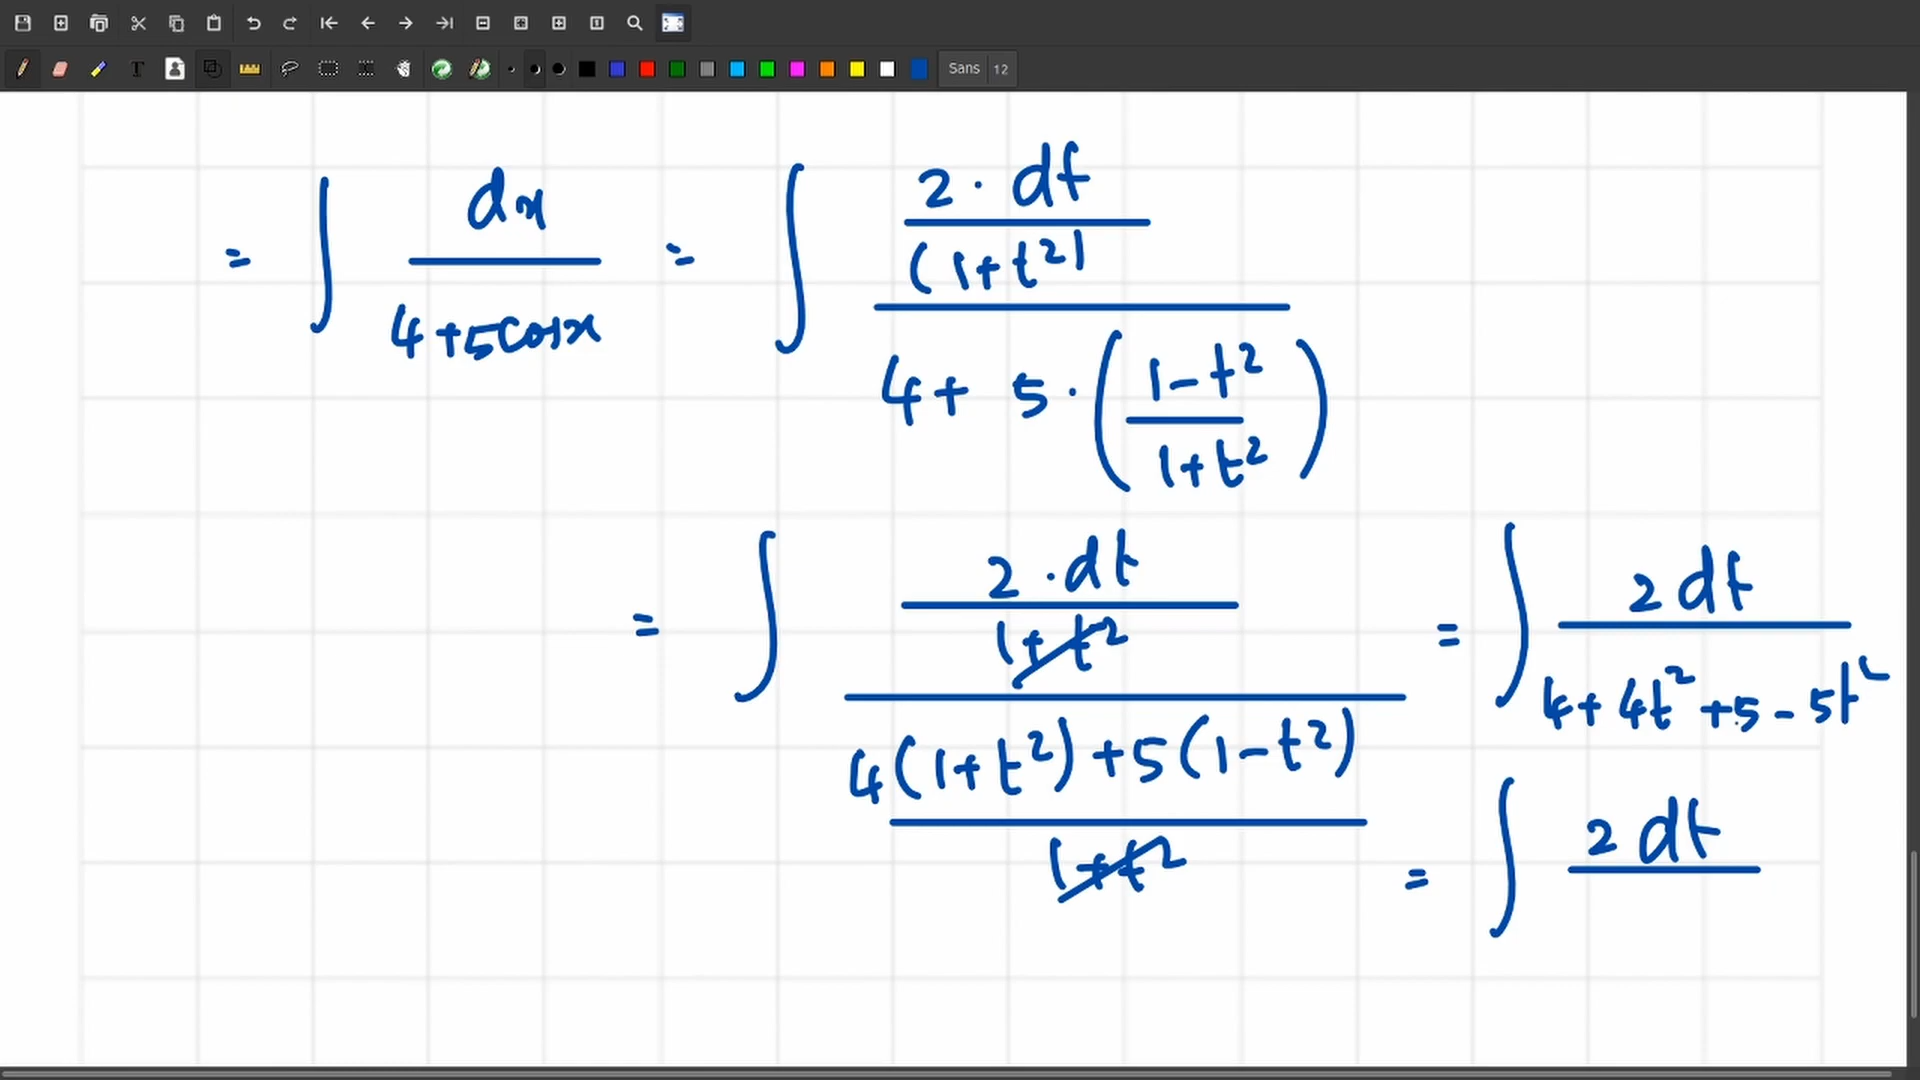 Sans 12
= ∫ dx / (4+5cosx) = ∫ (2·dt / (1+t²)) / (4+ 5·((1-t²) / (1+t²)))
= ∫ (2·dt / (1+t²)) / ((4(1+t²)+5(1-t²)) / (1+t²)) = ∫ 2dt / (4+4t²+5-5t²)
= ∫ 2dt